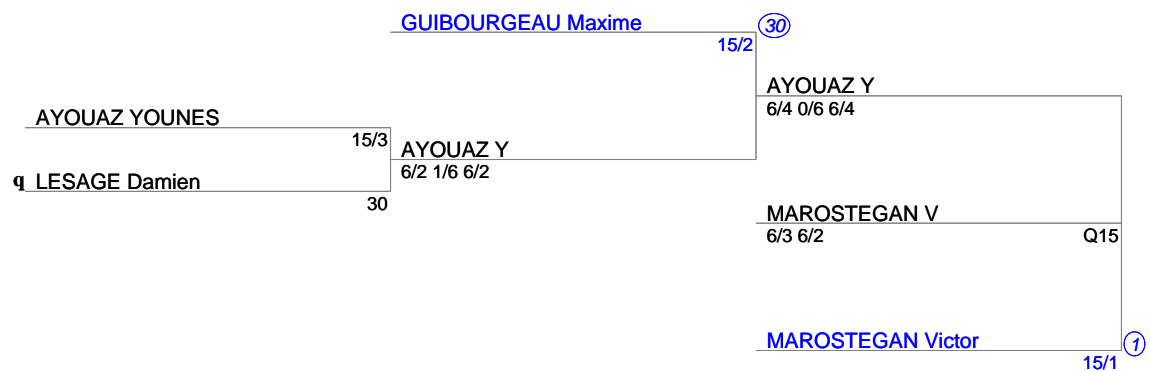 GUIBOURGEAU Maxime
30
15/2
AYOUAZ Y
6/4 0/6 6/4
AYOUAZ YOUNES
15/3
AYOUAZ Y
6/2 1/6 6/2
q LESAGE Damien
30
MAROSTEGAN V
6/3 6/2
Q15
MAROSTEGAN Victor
1
15/1